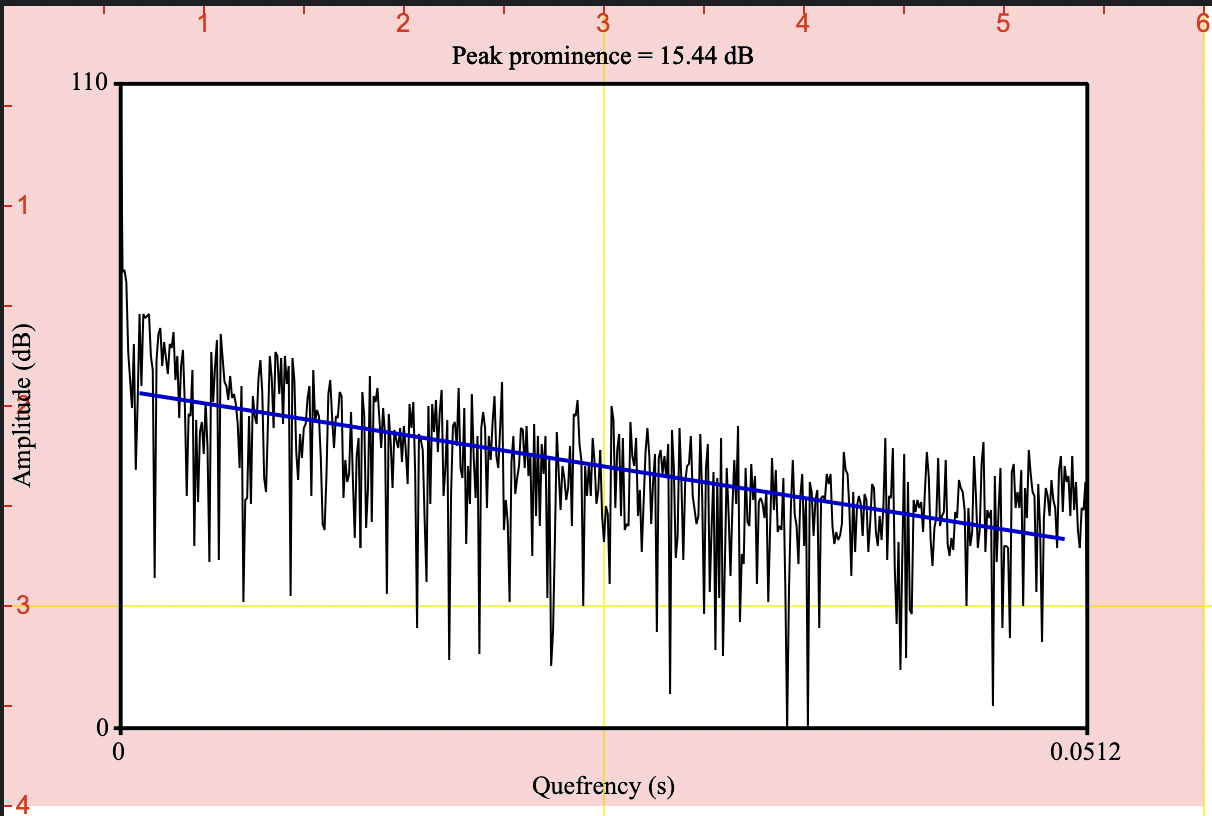 1 2 3 4 5 6
Peak prominence = 15.44 dB
110
1
Amplitude (dB)
3
0
0 0.0512
Quefrency (s)
4